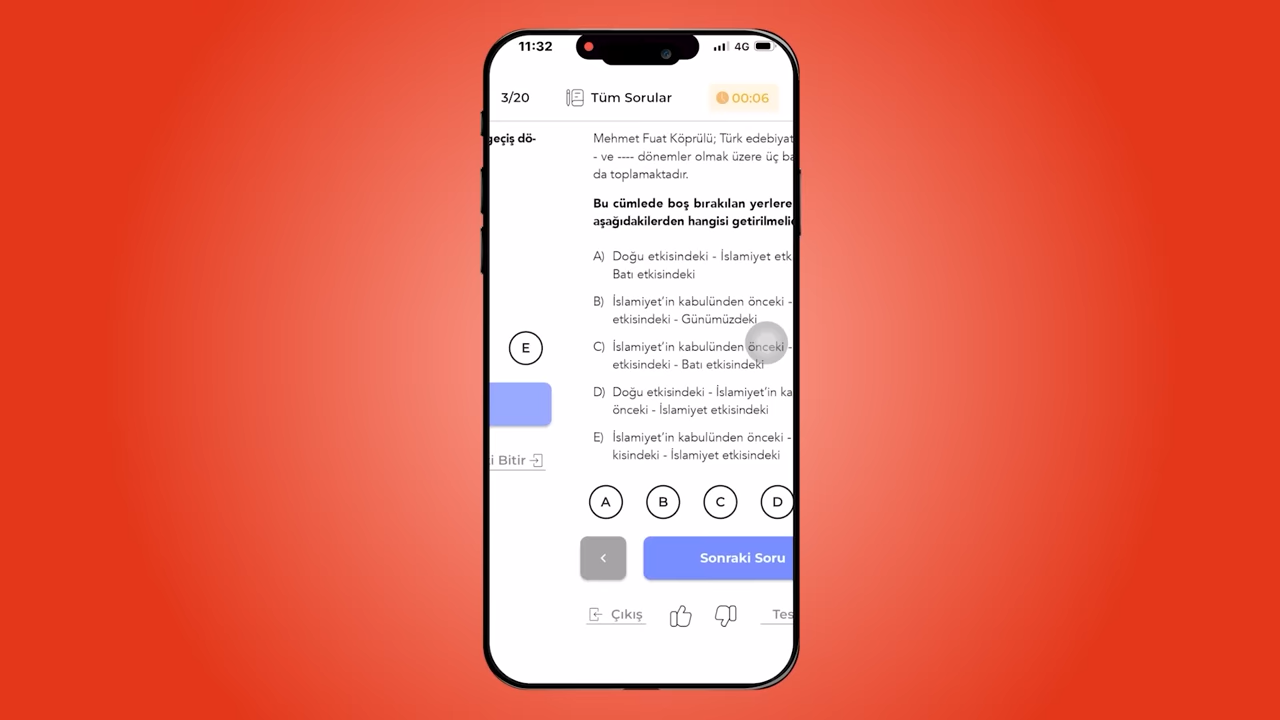 11:32
4G
3/20
Tüm Sorular
00:06
geçiş dö-
E
i Bitir
Mehmet Fuat Köprülü; Türk edebiyat
- ve ---- dönemler olmak üzere üç ba
da toplamaktadır.
Bu cümlede boş bırakılan yerlere
aşağıdakilerden hangisi getirilmelid
A) Doğu etkisindeki - İslamiyet etk
Batı etkisindeki
B) İslamiyet'in kabulünden önceki -
etkisindeki - Günümüzdeki
C) İslamiyet'in kabulünden önceki -
etkisindeki - Batı etkisindeki
D) Doğu etkisindeki - İslamiyet'in ka
önceki - İslamiyet etkisindeki
E) İslamiyet'in kabulünden önceki -
kisindeki - İslamiyet etkisindeki
A B C D
< Sonraki Soru
Çıkış
Tes